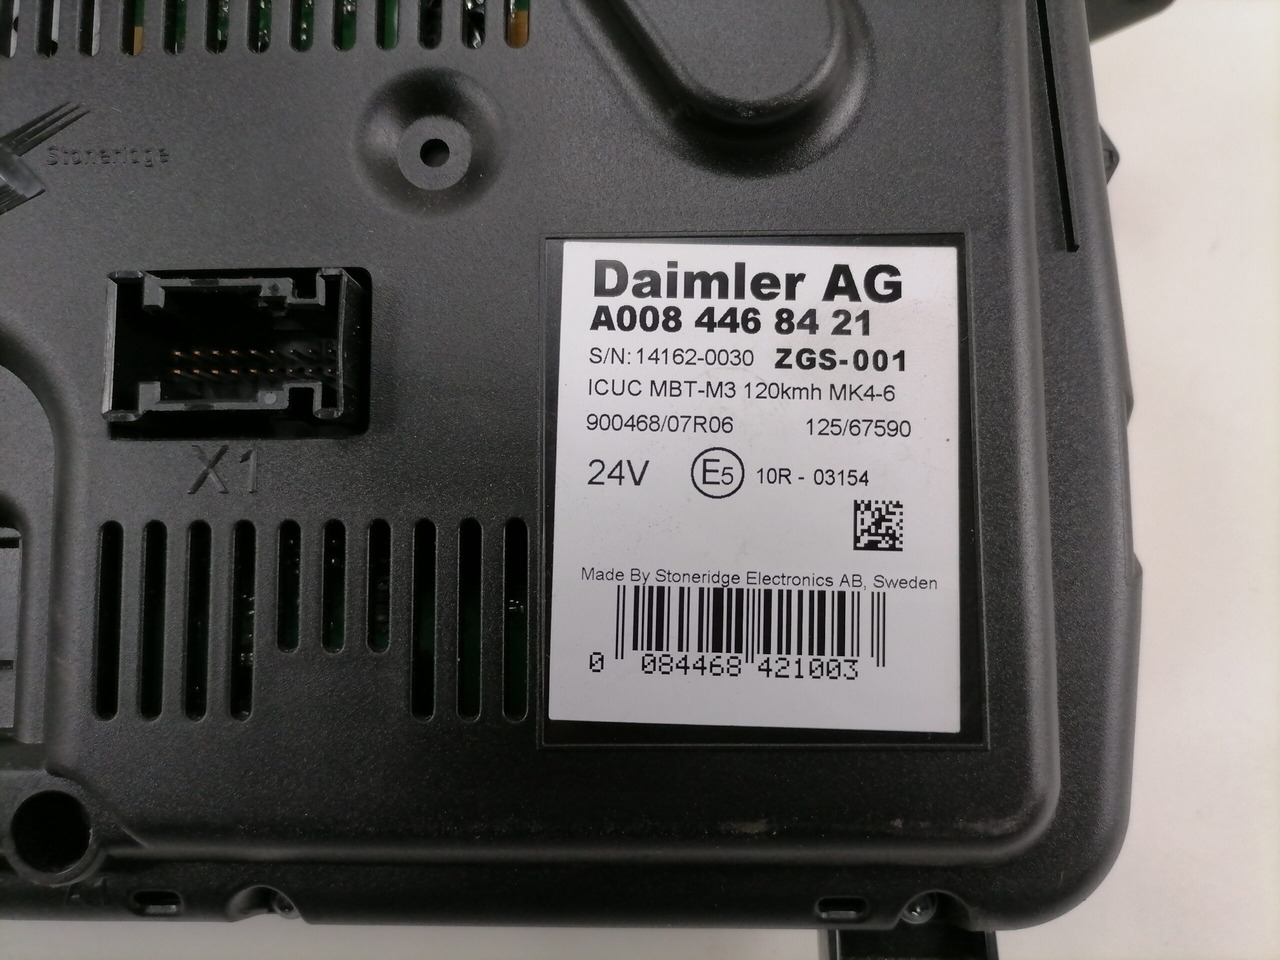 Stoneridge
X1
Daimler AG
A008 446 84 21
S/N: 14162-0030 ZGS-001
ICUC MBT-M3 120kmh MK4-6
900468/07R06 125/67590
24V E5 10R - 03154
Made By Stoneridge Electronics AB, Sweden
0 084468 421003